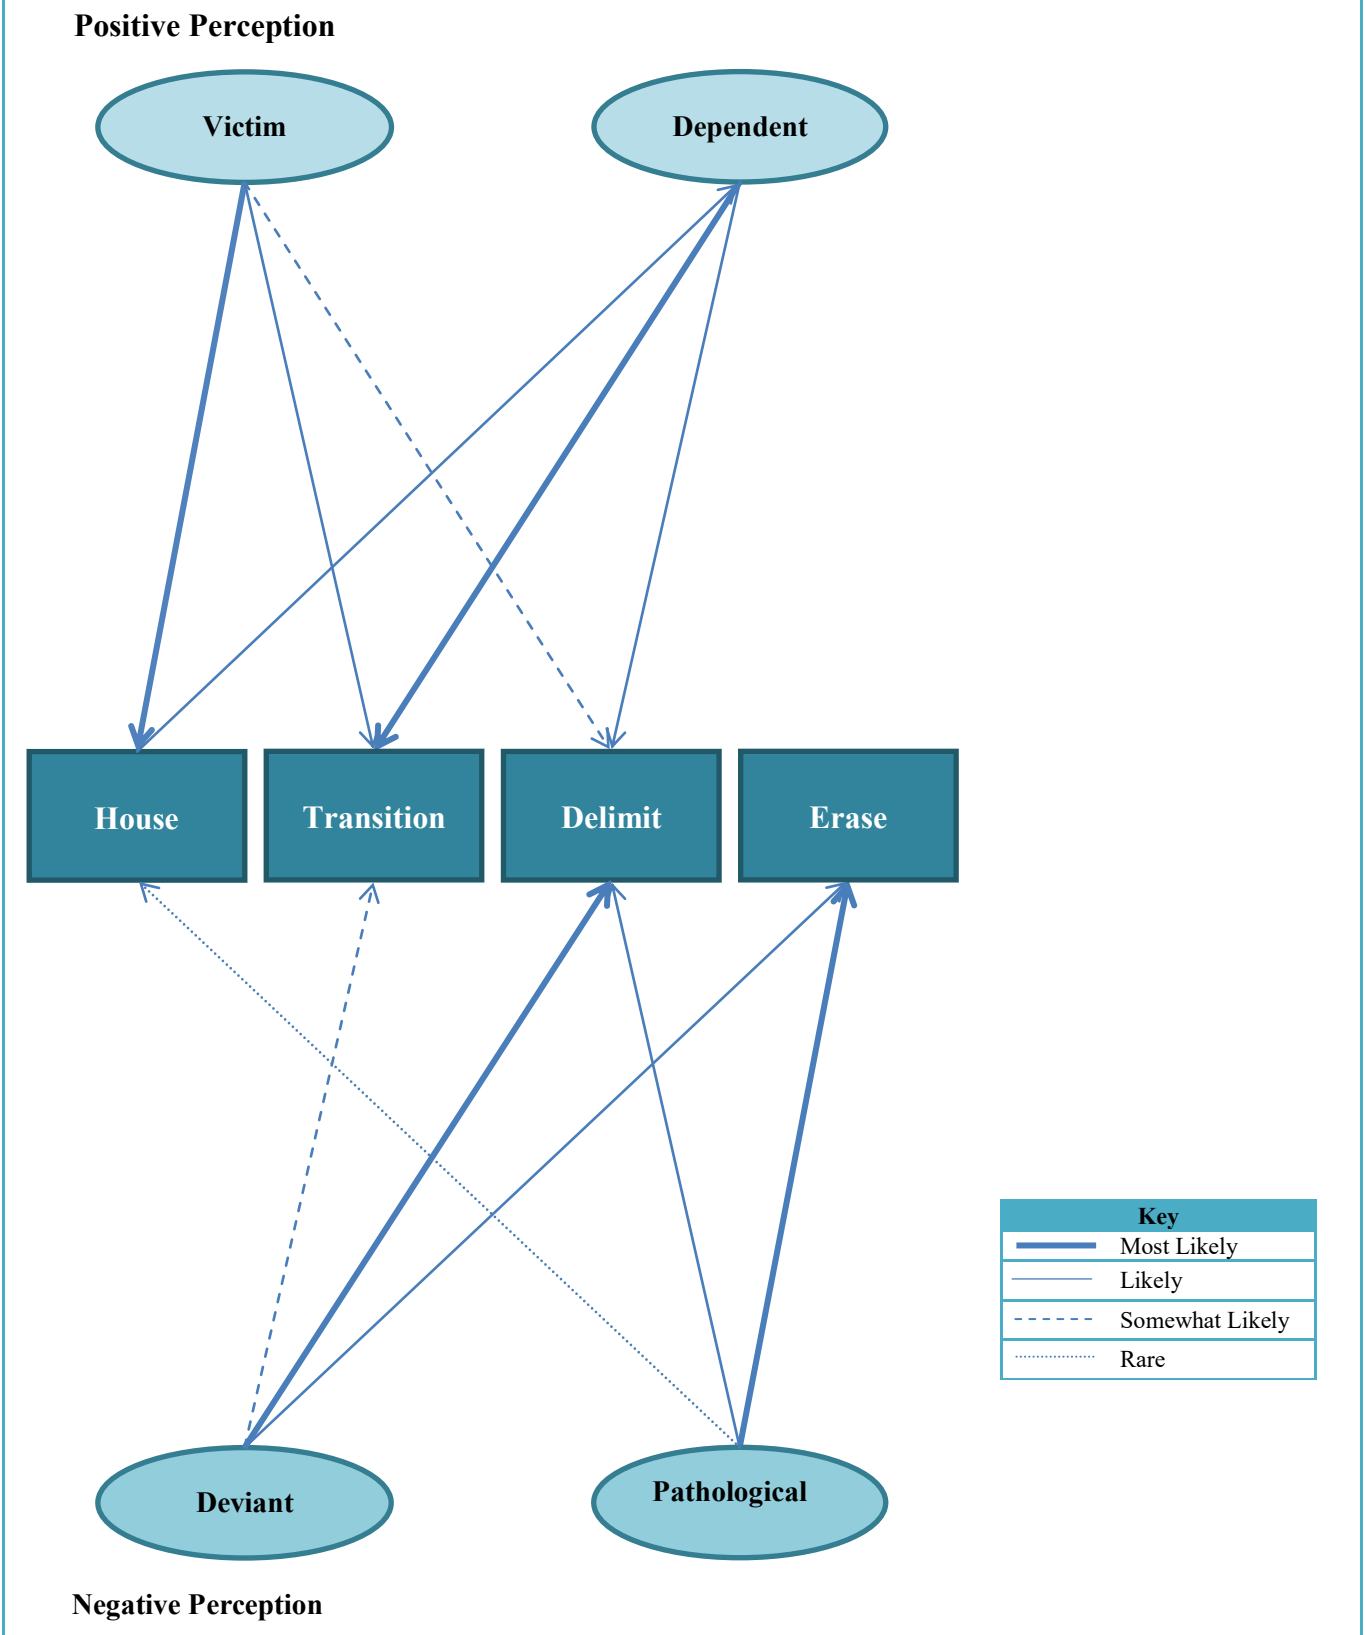 Positive Perception
Victim
Dependent
House
Transition
Delimit
Erase
Key
Most Likely
Likely
Somewhat Likely
Rare
Deviant
Pathological
Negative Perception